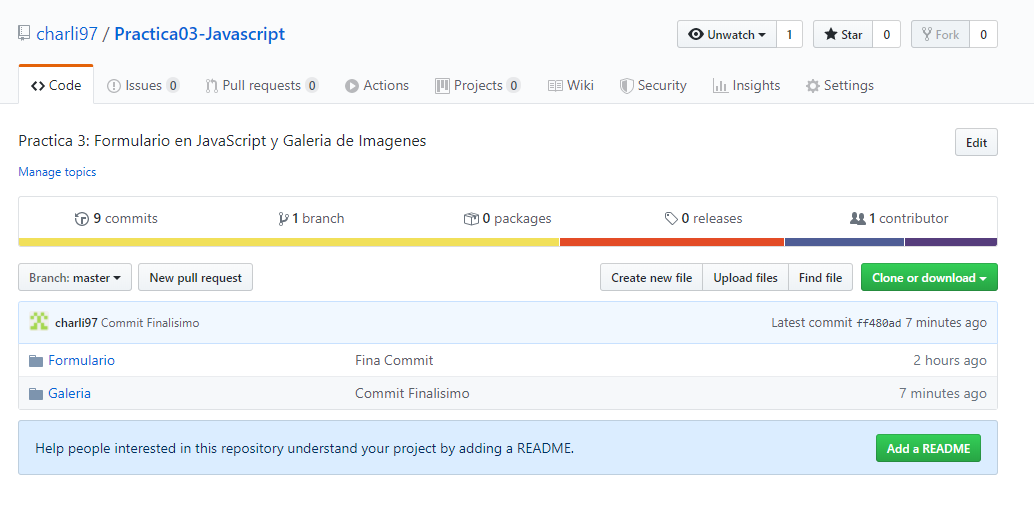 charli97 / Practica03-Javascript Unwatch 1 Star 0 Fork 0
Code Issues 0 Pull requests 0 Actions Projects 0 Wiki Security Insights Settings
Practica 3: Formulario en JavaScript y Galeria de Imagenes Edit
Manage topics
9 commits 1 branch 0 packages 0 releases 1 contributor
Branch: master New pull request Create new file Upload files Find file Clone or download
charli97 Commit Finalisimo Latest commit ff480ad 7 minutes ago
Formulario Fina Commit 2 hours ago
Galeria Commit Finalisimo 7 minutes ago
Help people interested in this repository understand your project by adding a README. Add a README